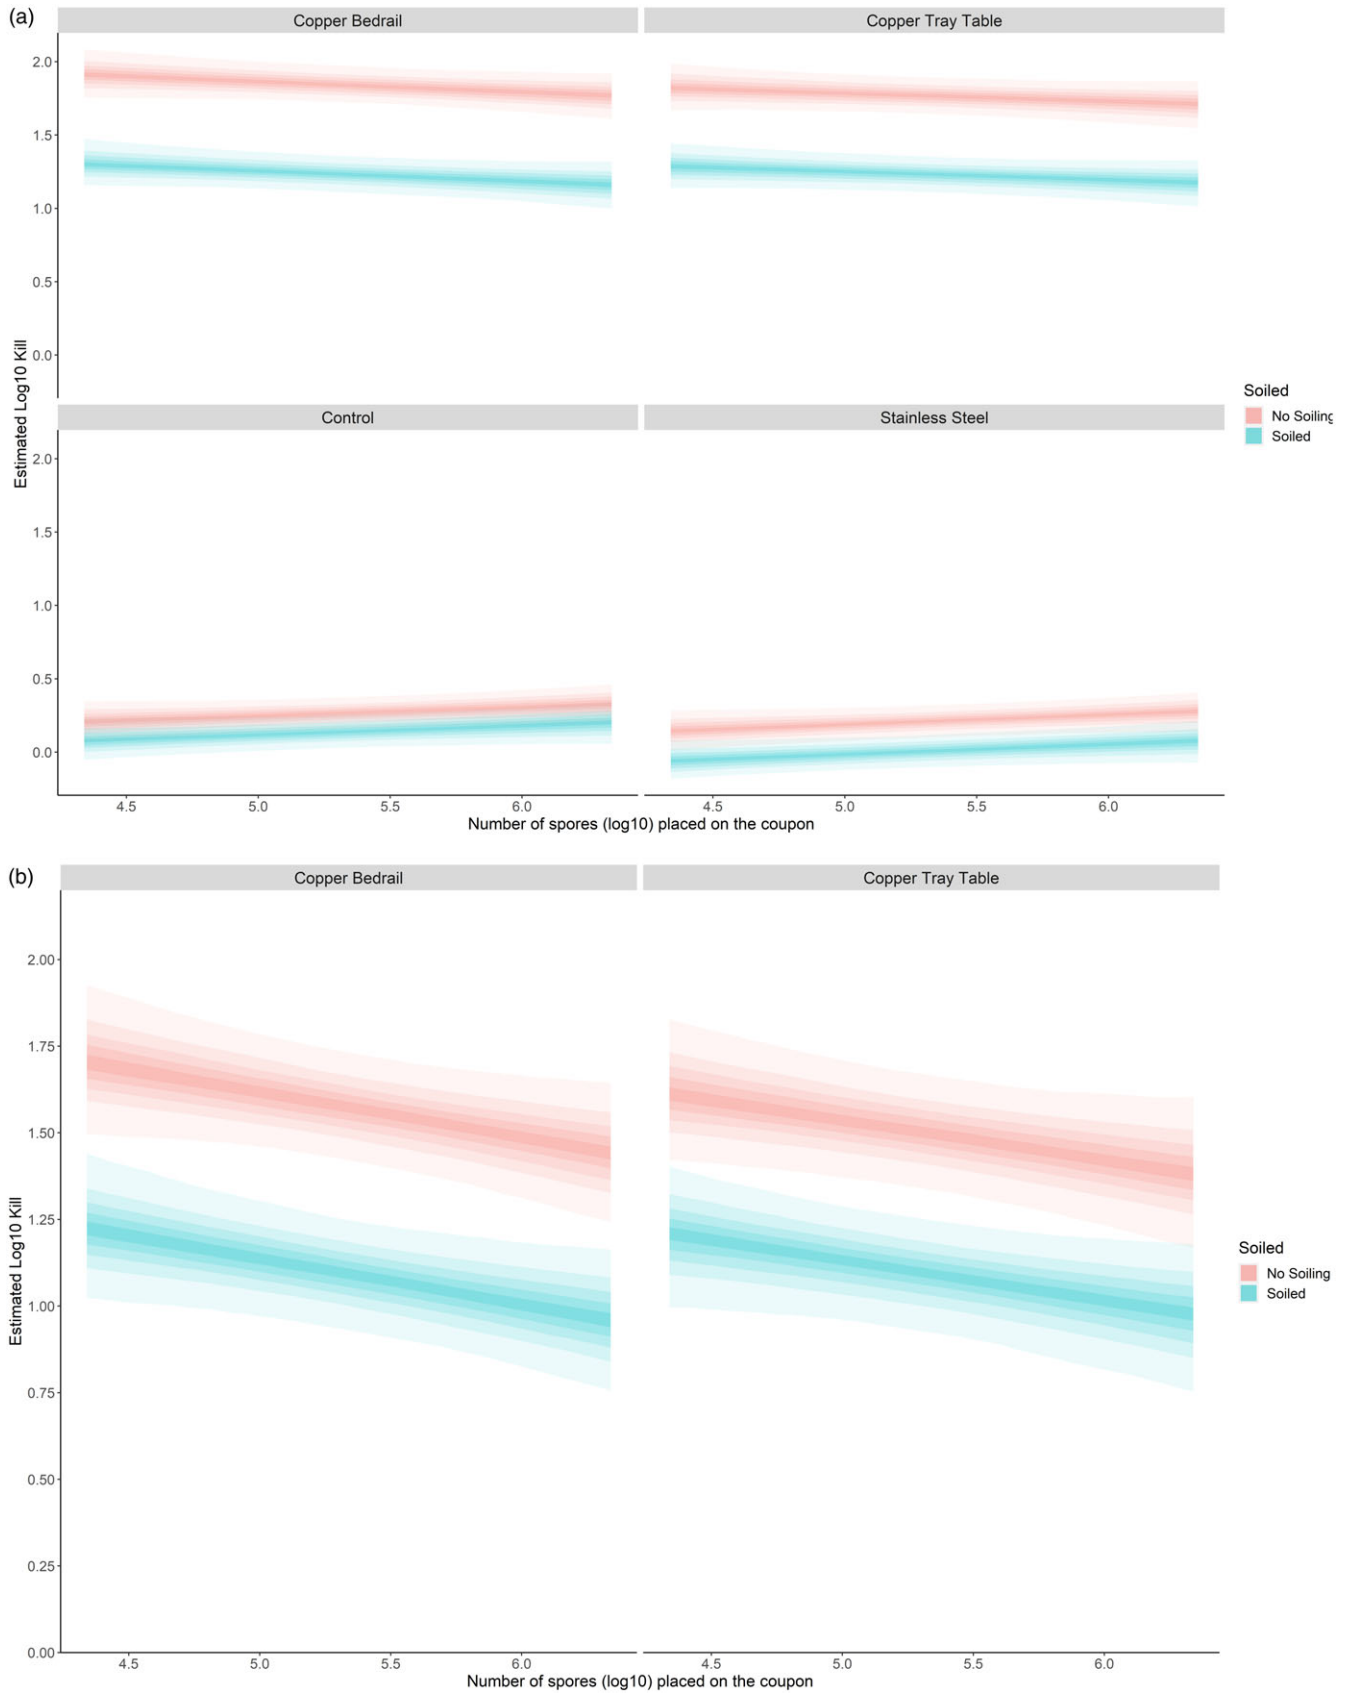 (a)
Copper Bedrail
Copper Tray Table
2.0
1.5
1.0
0.5
0.0
Control
Stainless Steel
2.0
1.5
1.0
0.5
0.0
Estimated Log10 Kill
4.5 5.0 5.5 6.0
4.5 5.0 5.5 6.0
Number of spores (log10) placed on the coupon
Soiled
No Soiling
Soiled
(b)
Copper Bedrail
Copper Tray Table
2.00
1.75
1.50
1.25
1.00
0.75
0.50
0.25
0.00
Estimated Log10 Kill
4.5 5.0 5.5 6.0
4.5 5.0 5.5 6.0
Number of spores (log10) placed on the coupon
Soiled
No Soiling
Soiled